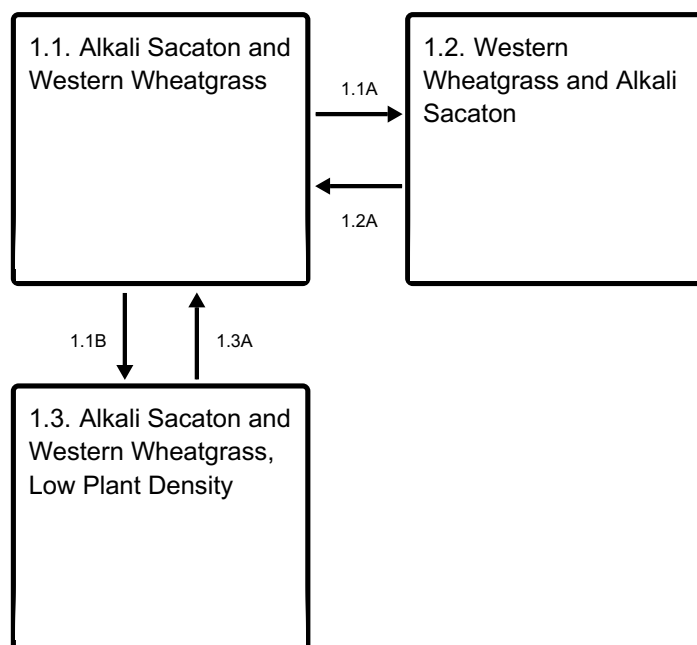 1.1. Alkali Sacaton and
Western Wheatgrass
1.1A
1.2. Western
Wheatgrass and Alkali
Sacaton
1.2A
1.1B
1.3A
1.3. Alkali Sacaton and
Western Wheatgrass,
Low Plant Density